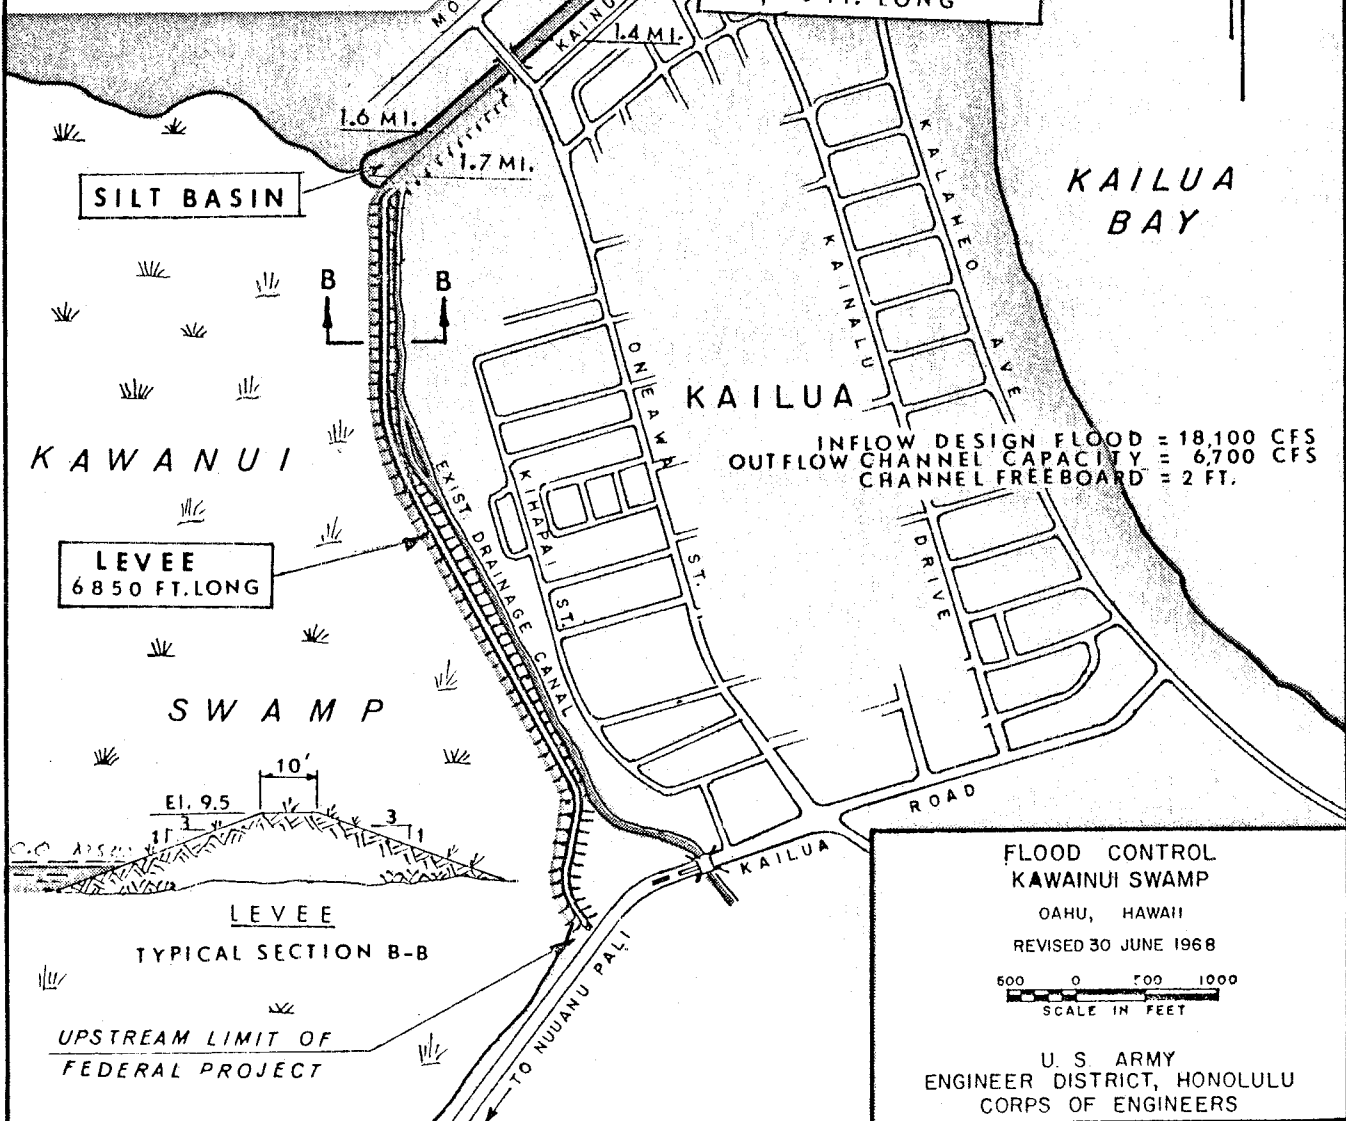 FT. LONG
MO
KAINU
1.4 MI.
1.6 MI.
1.7 MI.
SILT BASIN
KAILUA
BAY
KALAHEO AVE
KAINALU DRIVE
B B
ONEAWA ST.
KAILUA
INFLOW DESIGN FLOOD = 18,100 CFS
OUTFLOW CHANNEL CAPACITY = 6,700 CFS
CHANNEL FREEBOARD = 2 FT.
KAWANUI
SWAMP
EXIST. DRAINAGE CANAL
KIHAPAI ST.
LEVEE
6850 FT. LONG
10'
El. 9.5
3 3
1 1
LEVEE
TYPICAL SECTION B-B
KAILUA ROAD
TO NUUANU PALI
UPSTREAM LIMIT OF
FEDERAL PROJECT
FLOOD CONTROL
KAWAINUI SWAMP
OAHU, HAWAII
REVISED 30 JUNE 1968
500 0 500 1000
SCALE IN FEET
U. S. ARMY
ENGINEER DISTRICT, HONOLULU
CORPS OF ENGINEERS